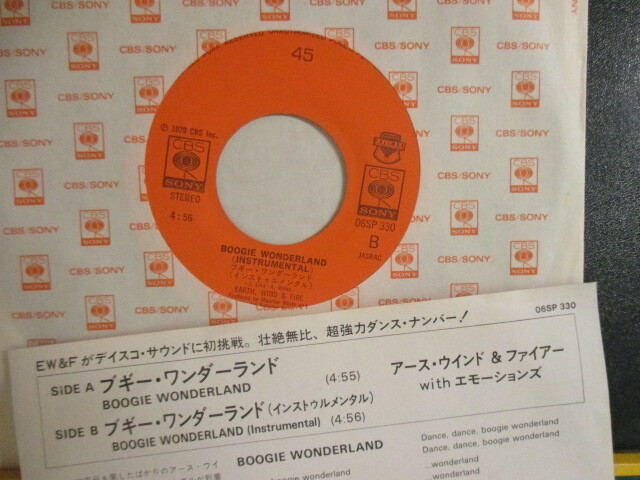 45
℗ 1979 CBS Inc.
CBS
SONY
STEREO
4:56
CBS
SONY
06SP 330
B
JASRAC
BOOGIE WONDERLAND
(INSTRUMENTAL)
ブギー・ワンダーランド
(インストゥルメンタル)
EARTH, WIND & FIRE
CBS/SONY
CBS
SONY
06SP 330
EW&Fがデイスコ・サウンドに初挑戦。壮絶無比、超強力ダンス・ナンバー!
SIDE A ブギー・ワンダーランド
BOOGIE WONDERLAND (4:55)
SIDE B ブギー・ワンダーランド(インストゥルメンタル)
BOOGIE WONDERLAND (Instrumental) (4:56)
アース・ウインド & ファイアー
with エモーションズ
BOOGIE WONDERLAND
Dance, dance, boogie wonderland
Dance, dance, boogie wonderland
...wonderland
...wonderland